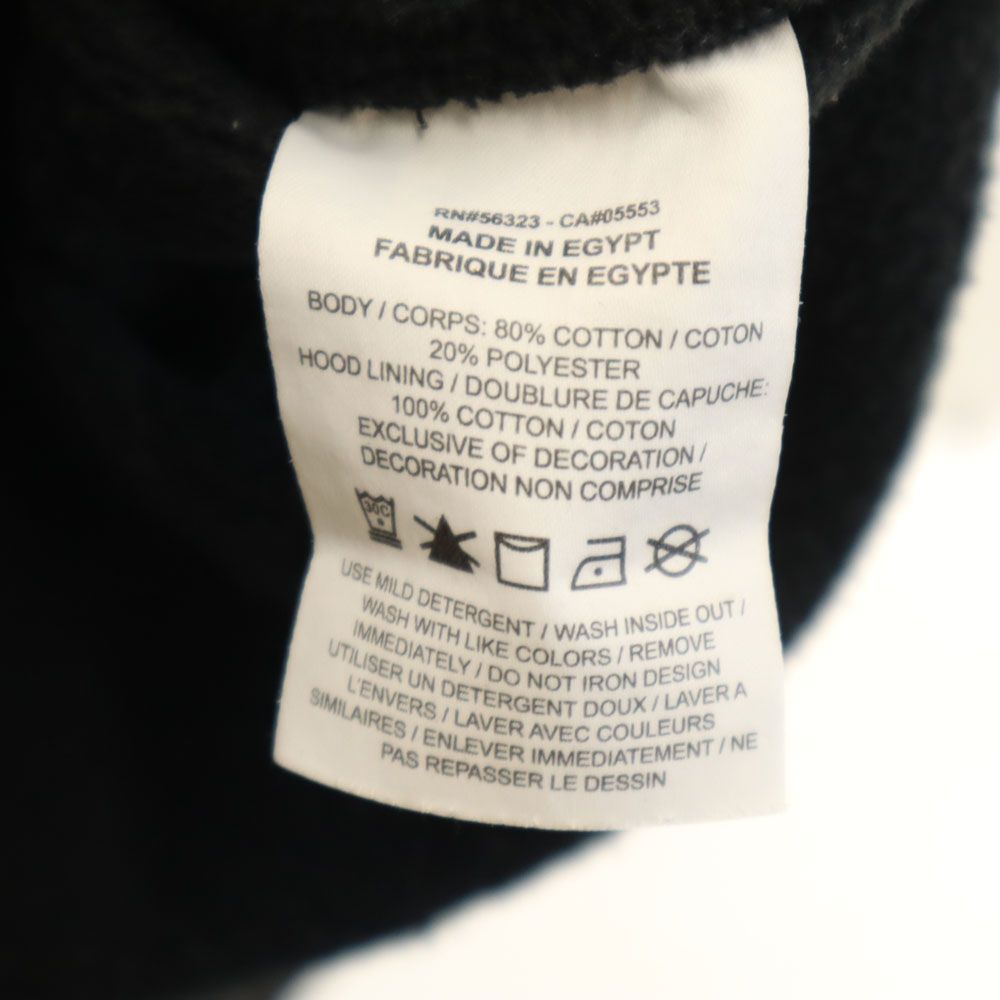 RN#56323 - CA#05553
MADE IN EGYPT
FABRIQUE EN EGYPTE
BODY / CORPS: 80% COTTON / COTON
20% POLYESTER
HOOD LINING / DOUBLURE DE CAPUCHE:
100% COTTON / COTON
EXCLUSIVE OF DECORATION /
DECORATION NON COMPRISE
30C
USE MILD DETERGENT / WASH INSIDE OUT /
WASH WITH LIKE COLORS / REMOVE
IMMEDIATELY / DO NOT IRON DESIGN
UTILISER UN DETERGENT DOUX / LAVER A
L'ENVERS / LAVER AVEC COULEURS
SIMILAIRES / ENLEVER IMMEDIATEMENT / NE
PAS REPASSER LE DESSIN